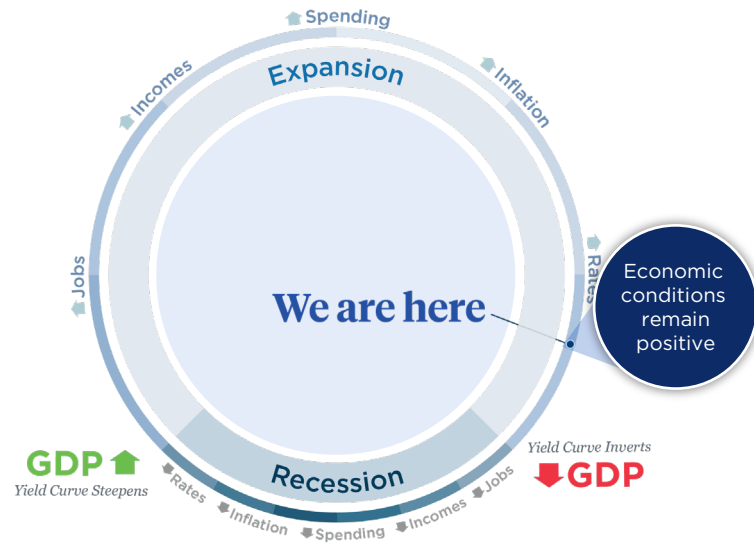 Spending
Expansion
Incomes
Inflation
Jobs
Rates
Economic
conditions
remain
positive
We are here
GDP
Yield Curve Steepens
Yield Curve Inverts
GDP
Recession
Rates
Inflation
Spending
Incomes
Jobs